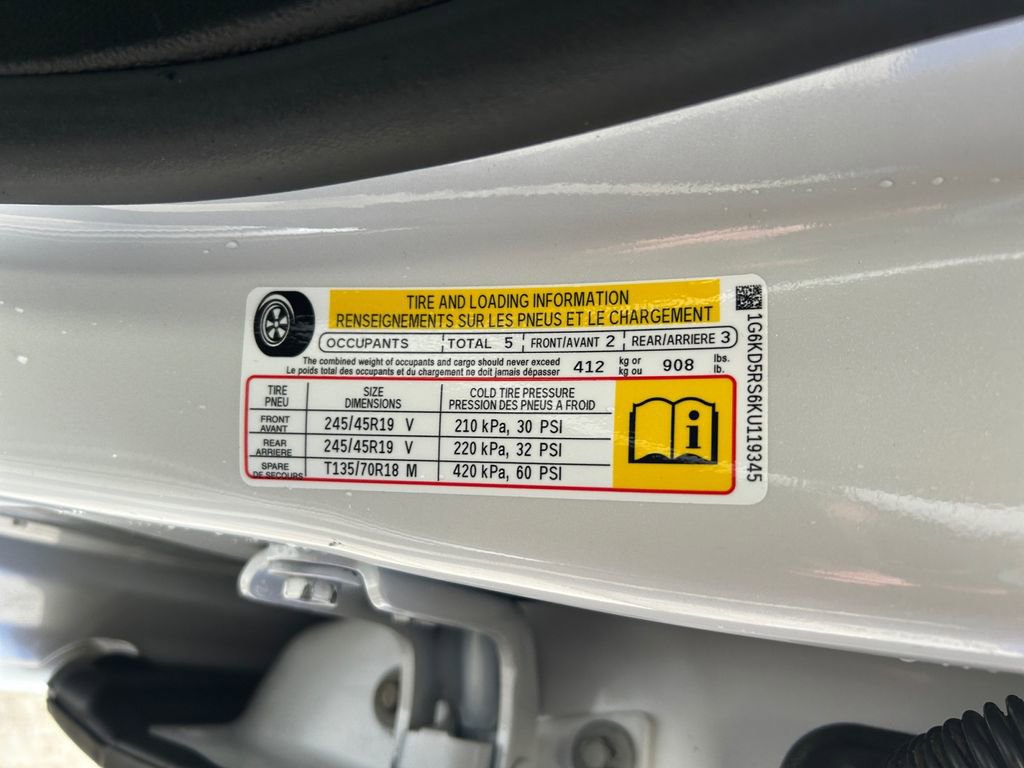 TIRE AND LOADING INFORMATION
RENSEIGNEMENTS SUR LES PNEUS ET LE CHARGEMENT
OCCUPANTS TOTAL 5 FRONT/AVANT 2 REAR/ARRIERE 3
The combined weight of occupants and cargo should never exceed 412 kg or 908 lbs.
Le poids total des occupants et du chargement ne doit jamais dépasser kg ou lb.
TIRE SIZE COLD TIRE PRESSURE
PNEU DIMENSIONS PRESSION DES PNEUS A FROID
FRONT AVANT 245/45R19 V 210 kPa, 30 PSI
REAR ARRIERE 245/45R19 V 220 kPa, 32 PSI
SPARE DE SECOURS T135/70R18 M 420 kPa, 60 PSI
i
1G6KD5RS6KU119345